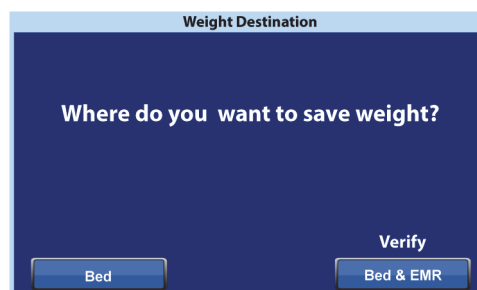 Weight Destination
Where do you want to save weight?
Verify
Bed
Bed & EMR